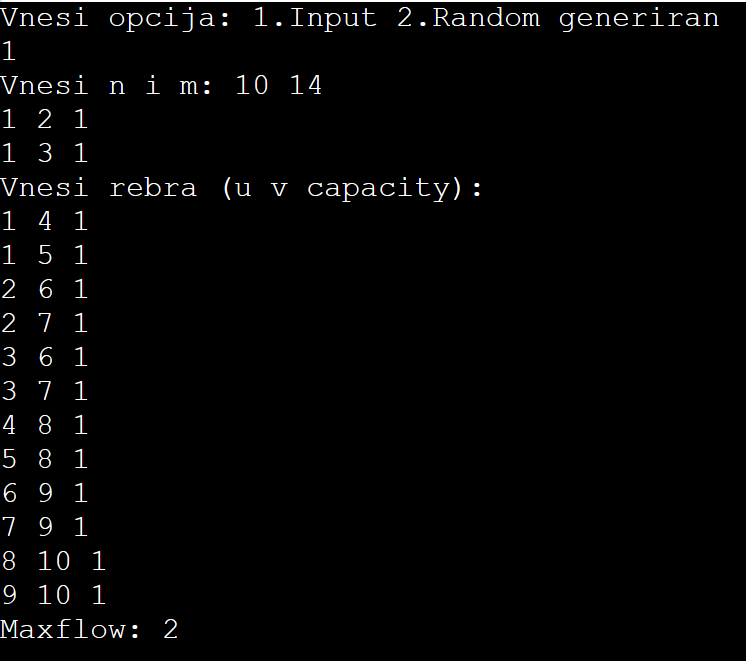 Vnesi opcija: 1.Input 2.Random generiran
1
Vnesi n i m: 10 14
1 2 1
1 3 1
Vnesi rebra (u v capacity):
1 4 1
1 5 1
2 6 1
2 7 1
3 6 1
3 7 1
4 8 1
5 8 1
6 9 1
7 9 1
8 10 1
9 10 1
Maxflow: 2